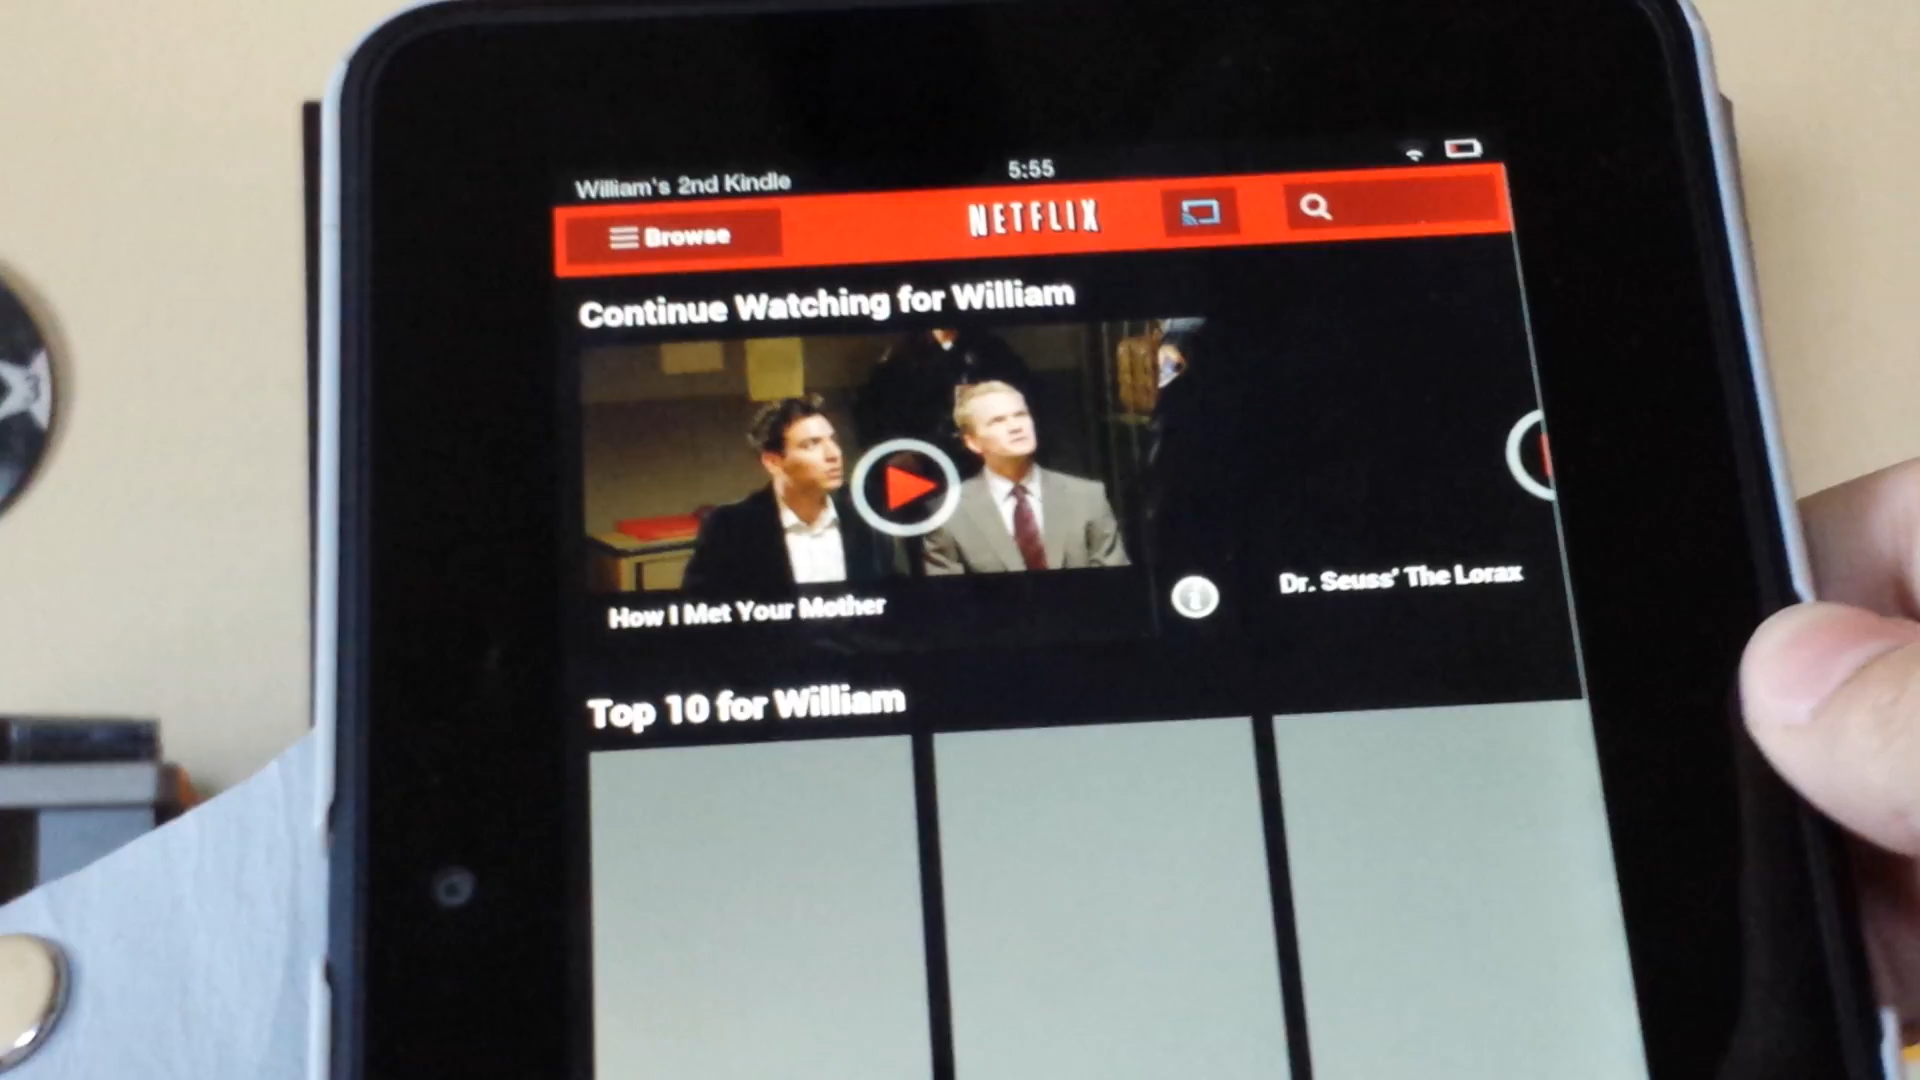 William's 2nd Kindle
5:55
Browse
NETFLIX
Continue Watching for William
How I Met Your Mother
i
Dr. Seuss' The Lorax
Top 10 for William
3